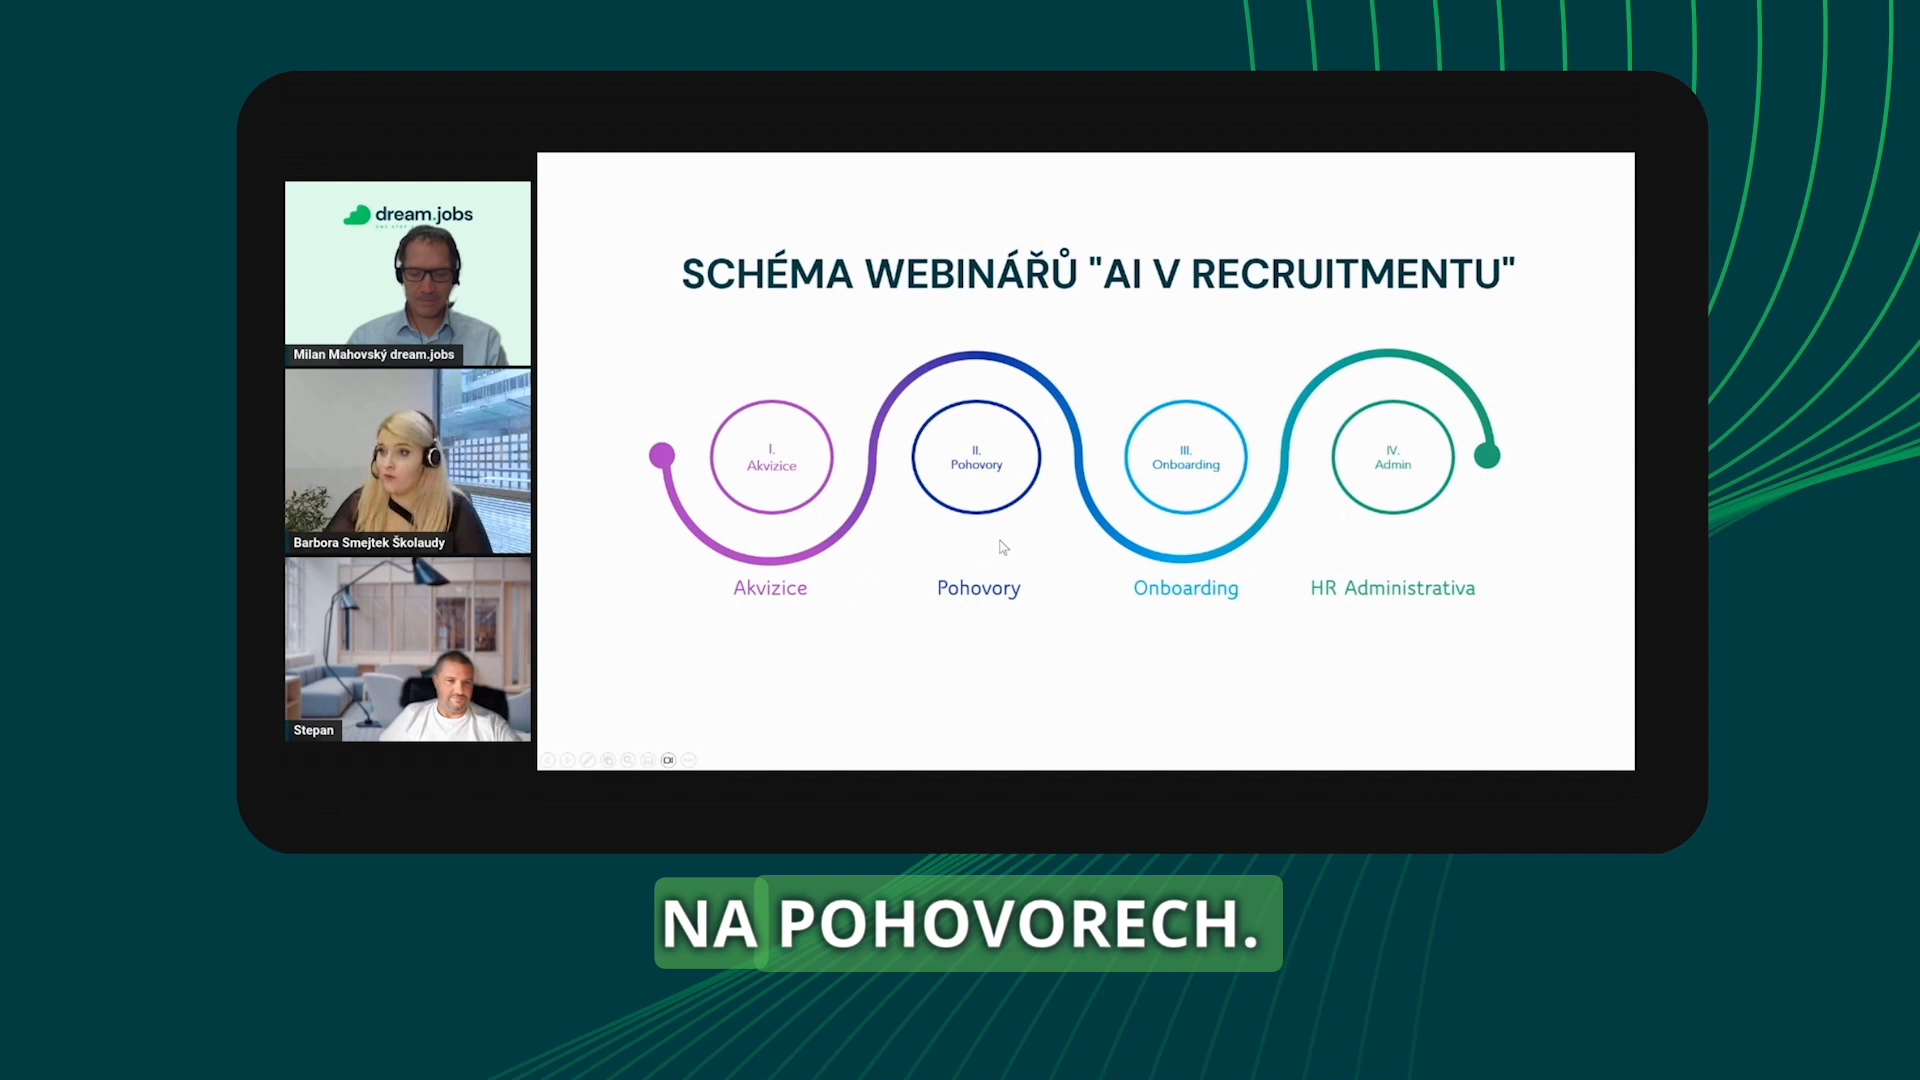 dream.jobs
Milan Mahovský dream.jobs
Barbora Smejtek Školaudy
Stepan
SCHÉMA WEBINÁŘŮ "AI V RECRUITMENTU"
I.
Akvizice
II.
Pohovory
III.
Onboarding
IV.
Admin
Akvizice
Pohovory
Onboarding
HR Administrativa
NA POHOVORECH.